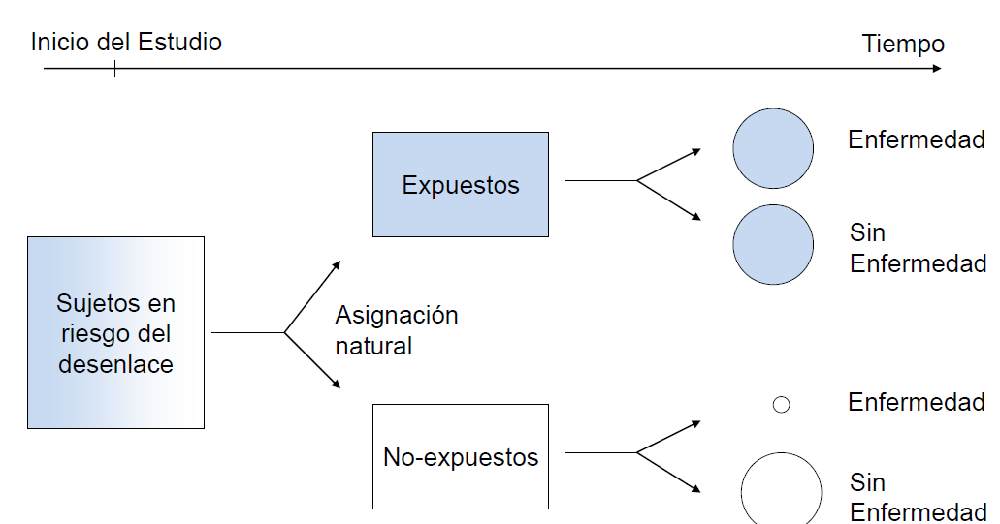 Inicio del Estudio
Tiempo
Expuestos
Enfermedad
Sin
Enfermedad
Sujetos en
riesgo del
desenlace
Asignación
natural
No-expuestos
Enfermedad
Sin
Enfermedad